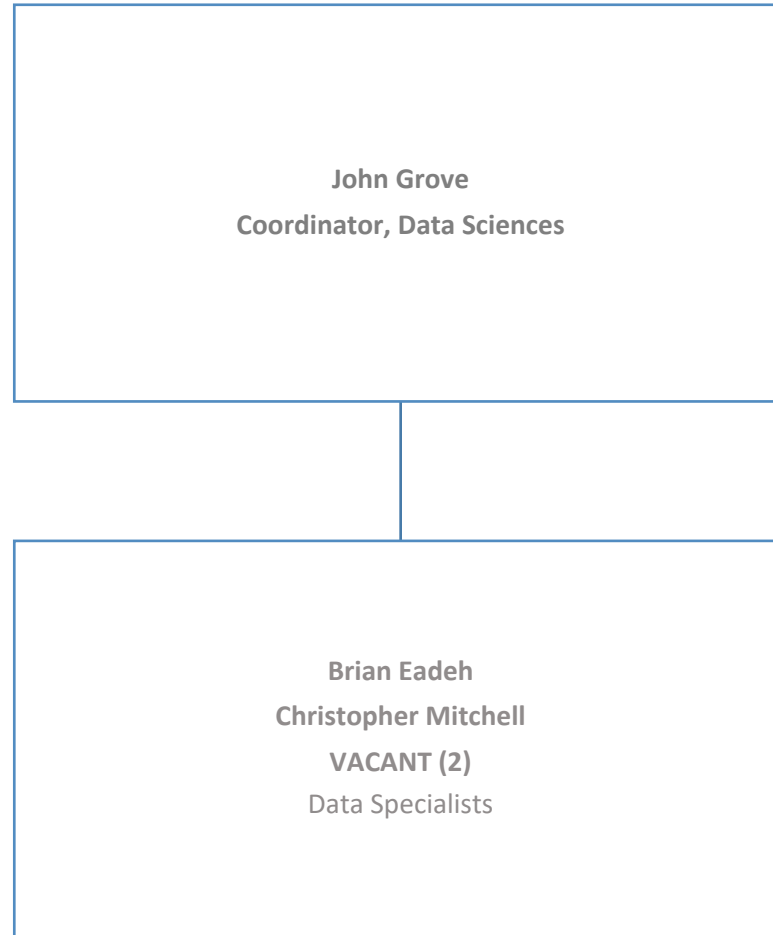 John Grove
Coordinator, Data Sciences
Brian Eadeh
Christopher Mitchell
VACANT (2)
Data Specialists